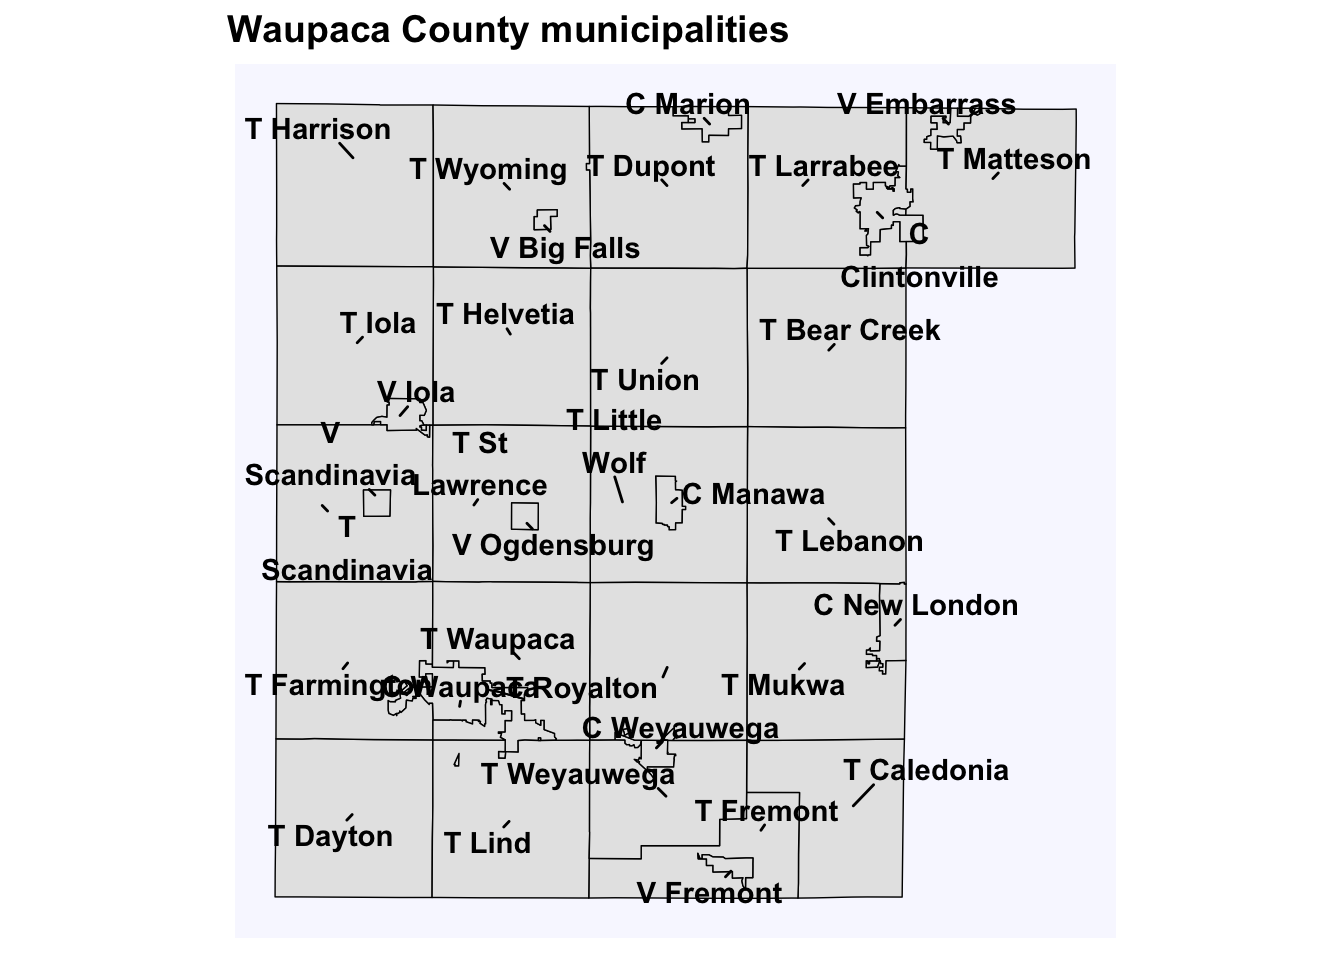 Waupaca County municipalities
C Marion
V Embarrass
T Harrison
T Wyoming
T Dupont
T Larrabee
T Matteson
V Big Falls
C
Clintonville
T Iola
T Helvetia
T Bear Creek
T Union
V Iola
T Little
Wolf
V
Scandinavia
T St
Lawrence
C Manawa
T
Scandinavia
V Ogdensburg
T Lebanon
C New London
T Waupaca
T Farmington
C Waupaca
T Royalton
T Mukwa
C Weyauwega
T Weyauwega
T Caledonia
T Fremont
T Dayton
T Lind
V Fremont